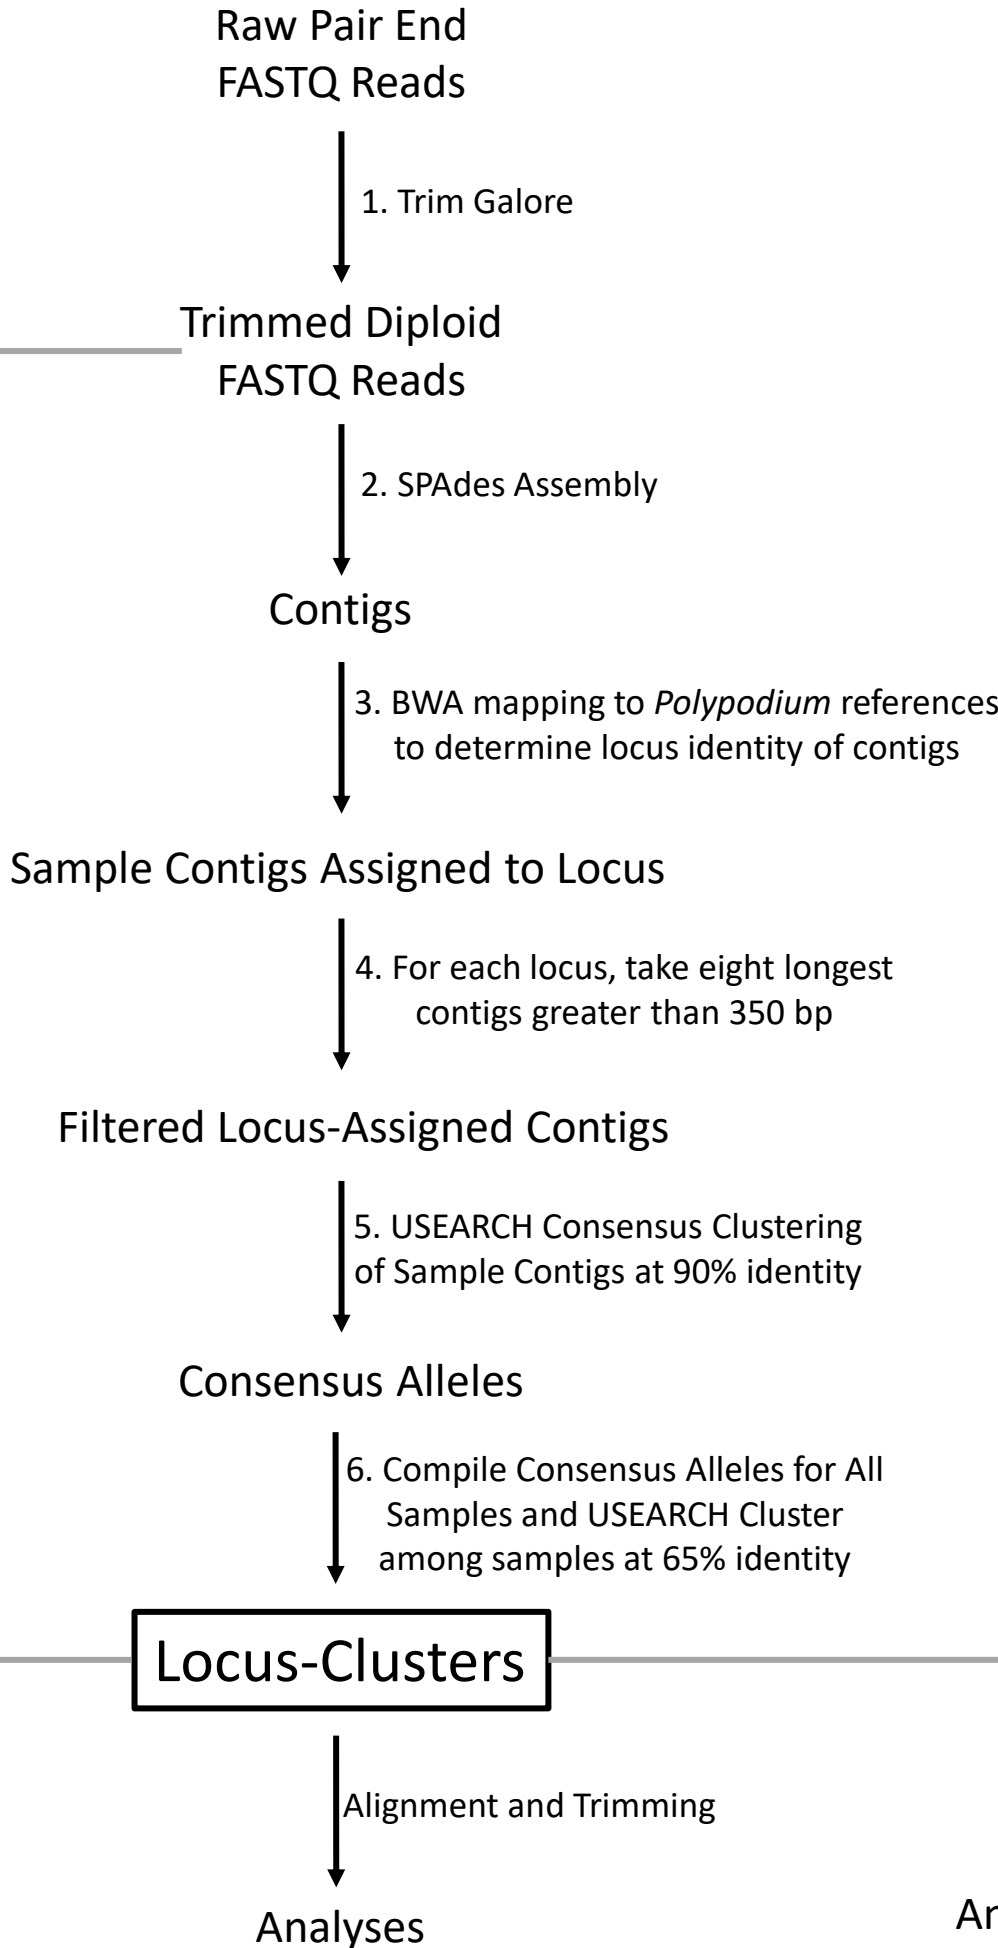 Raw Pair End
FASTQ Reads
1. Trim Galore
Trimmed Diploid
FASTQ Reads
2. SPAdes Assembly
Contigs
3. BWA mapping to Polypodium references
to determine locus identity of contigs
Sample Contigs Assigned to Locus
4. For each locus, take eight longest
contigs greater than 350 bp
Filtered Locus-Assigned Contigs
5. USEARCH Consensus Clustering
of Sample Contigs at 90% identity
Consensus Alleles
6. Compile Consensus Alleles for All
Samples and USEARCH Cluster
among samples at 65% identity
Locus-Clusters
Alignment and Trimming
Analyses